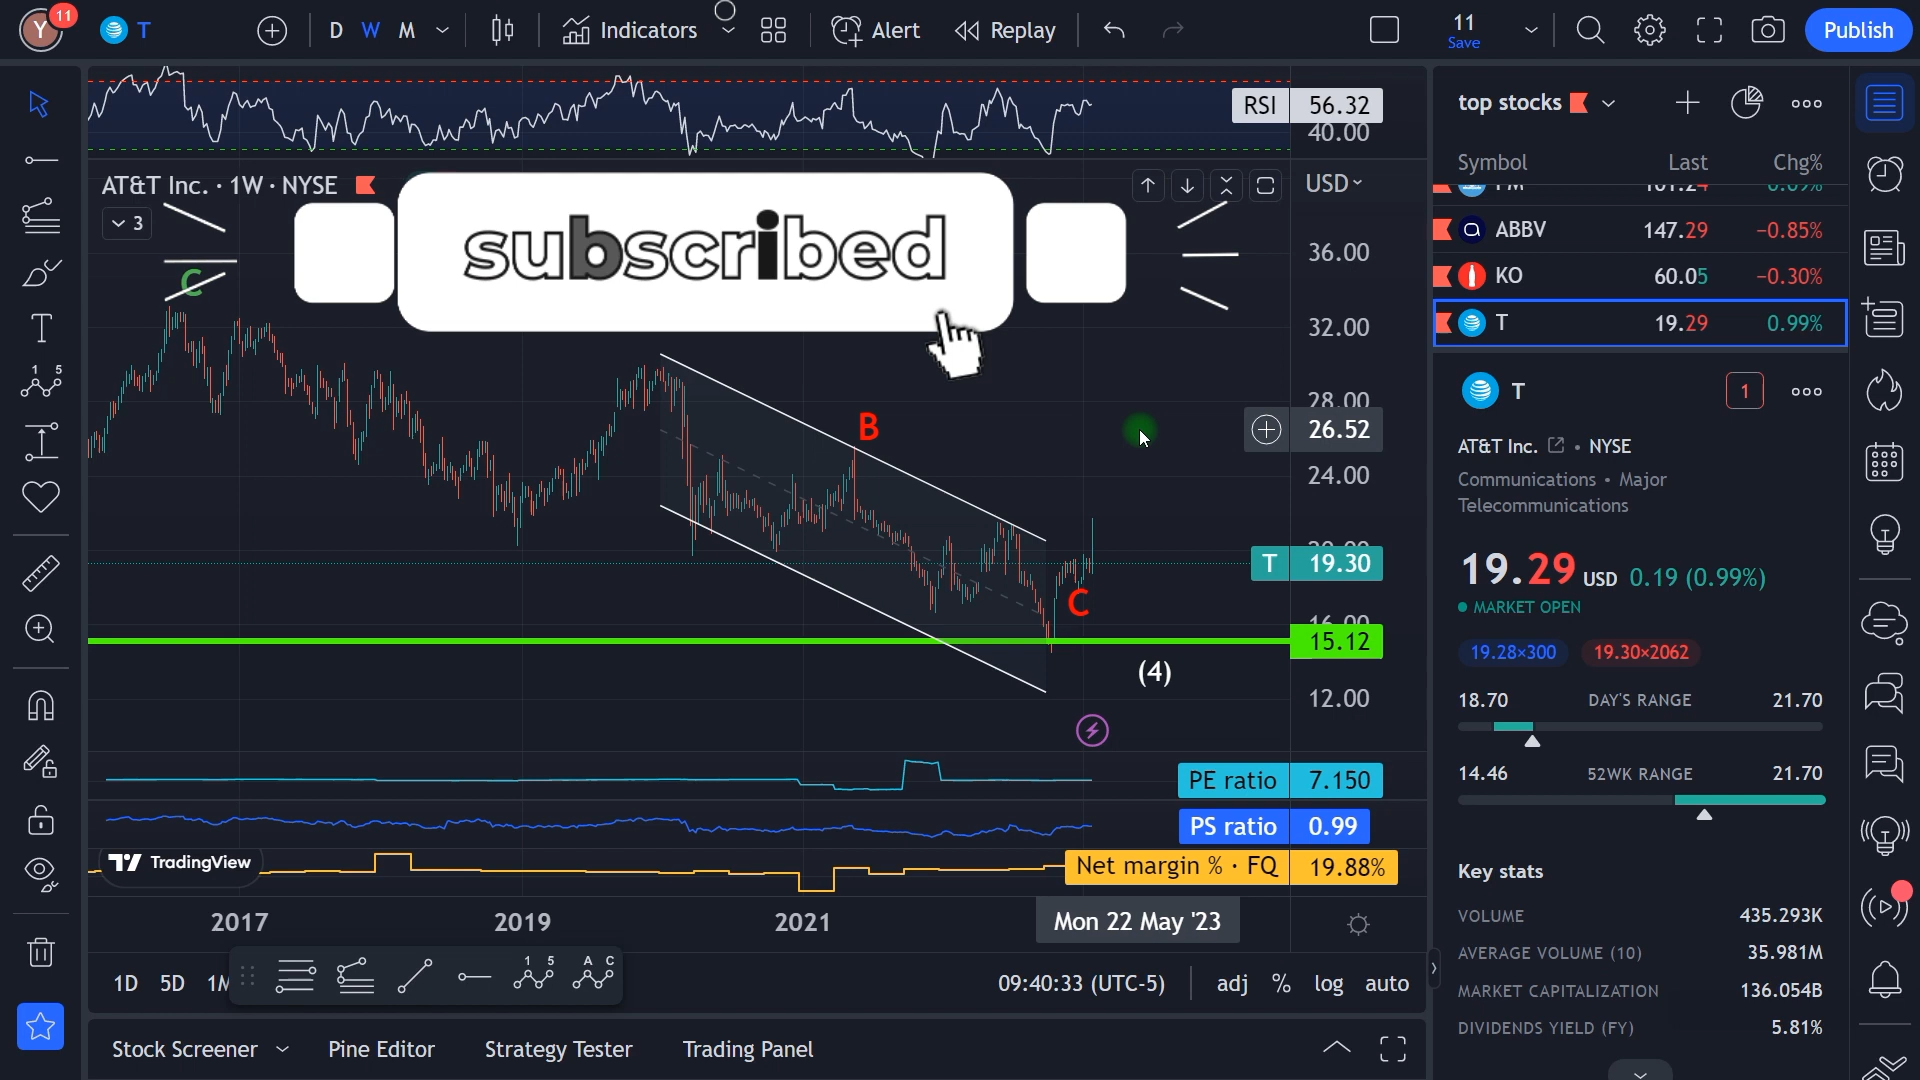 Y 11 T D W M Indicators Alert Replay 11 Save Publish
RSI 56.32
40.00
AT&T Inc. · 1W · NYSE
3
USD
C
subscribed
36.00
32.00
28.00
B
26.52
24.00
T 19.30
C
15.12
(4)
12.00
PE ratio 7.150
PS ratio 0.99
TradingView
Net margin % · FQ 19.88%
2017 2019 2021 Mon 22 May '23
1D 5D 09:40:33 (UTC-5) adj % log auto
Stock Screener Pine Editor Strategy Tester Trading Panel
1 5
1 5
A C
top stocks
Symbol Last Chg%
ABBV 147.29 −0.85%
KO 60.05 −0.30%
T 19.29 0.99%
T 1
AT&T Inc. • NYSE
Communications • Major
Telecommunications
19.29 USD 0.19 (0.99%)
MARKET OPEN
19.28×300 19.30×2062
18.70 DAY'S RANGE 21.70
14.46 52WK RANGE 21.70
Key stats
VOLUME 435.293K
AVERAGE VOLUME (10) 35.981M
MARKET CAPITALIZATION 136.054B
DIVIDENDS YIELD (FY) 5.81%